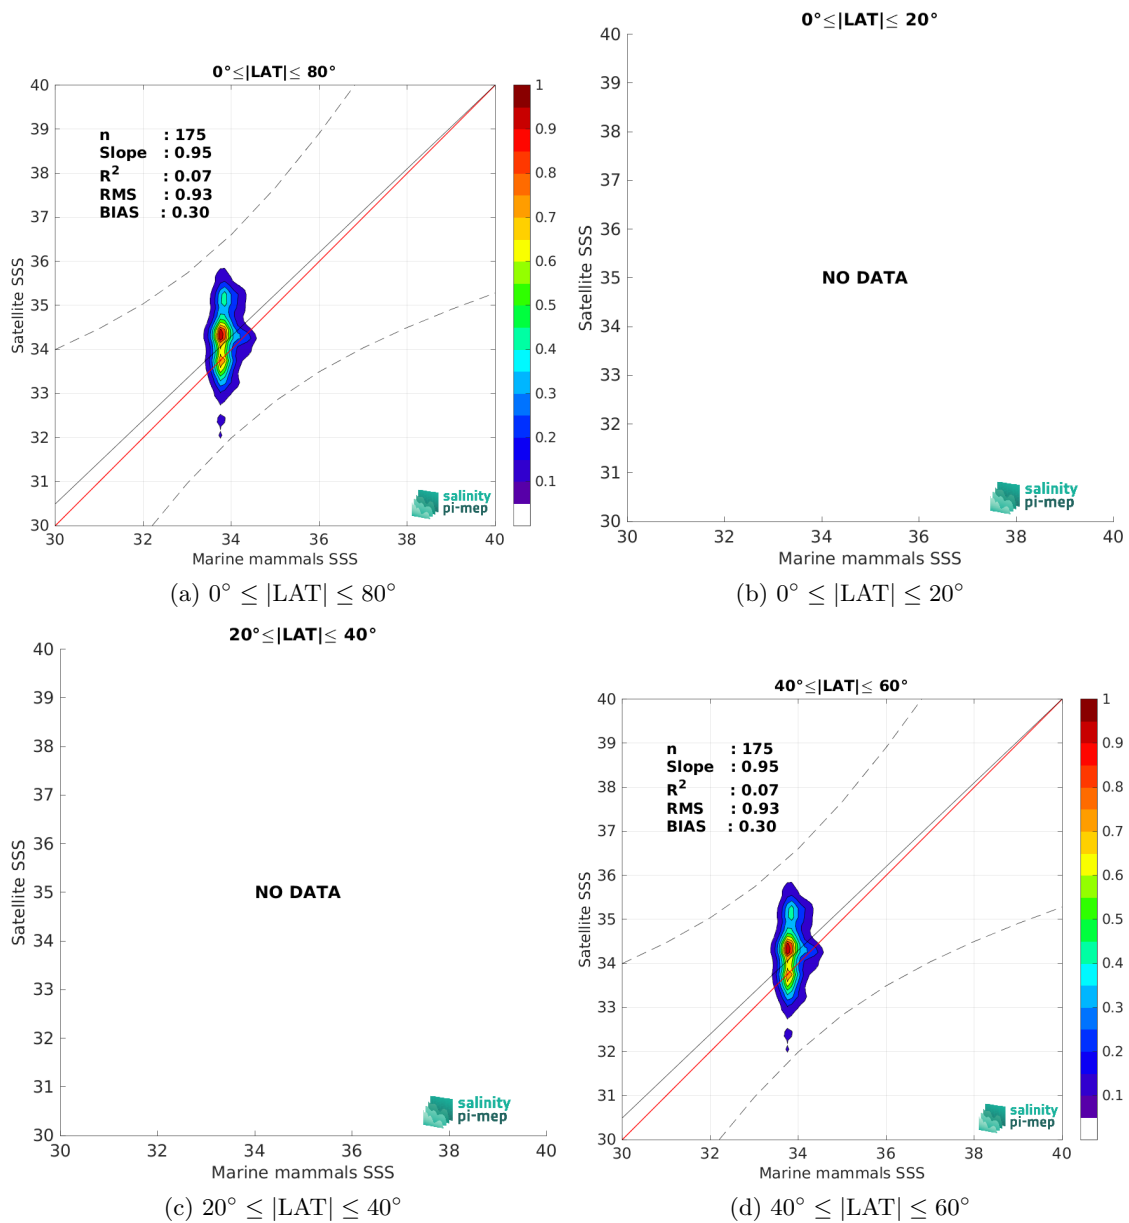 0°≤|LAT|≤ 80°
40
39
38
37
36
35
34
33
32
31
30
Satellite SSS
n : 175
Slope : 0.95
R² : 0.07
RMS : 0.93
BIAS : 0.30
salinity
pi-mep
30 32 34 36 38 40
Marine mammals SSS
1
0.9
0.8
0.7
0.6
0.5
0.4
0.3
0.2
0.1
(a) 0° ≤ |LAT| ≤ 80°
0°≤|LAT|≤ 20°
40
39
38
37
36
35
34
33
32
31
30
Satellite SSS
NO DATA
salinity
pi-mep
30 32 34 36 38 40
Marine mammals SSS
(b) 0° ≤ |LAT| ≤ 20°
20°≤|LAT|≤ 40°
40
39
38
37
36
35
34
33
32
31
30
Satellite SSS
NO DATA
salinity
pi-mep
30 32 34 36 38 40
Marine mammals SSS
(c) 20° ≤ |LAT| ≤ 40°
40°≤|LAT|≤ 60°
40
39
38
37
36
35
34
33
32
31
30
Satellite SSS
n : 175
Slope : 0.95
R² : 0.07
RMS : 0.93
BIAS : 0.30
salinity
pi-mep
30 32 34 36 38 40
Marine mammals SSS
1
0.9
0.8
0.7
0.6
0.5
0.4
0.3
0.2
0.1
(d) 40° ≤ |LAT| ≤ 60°